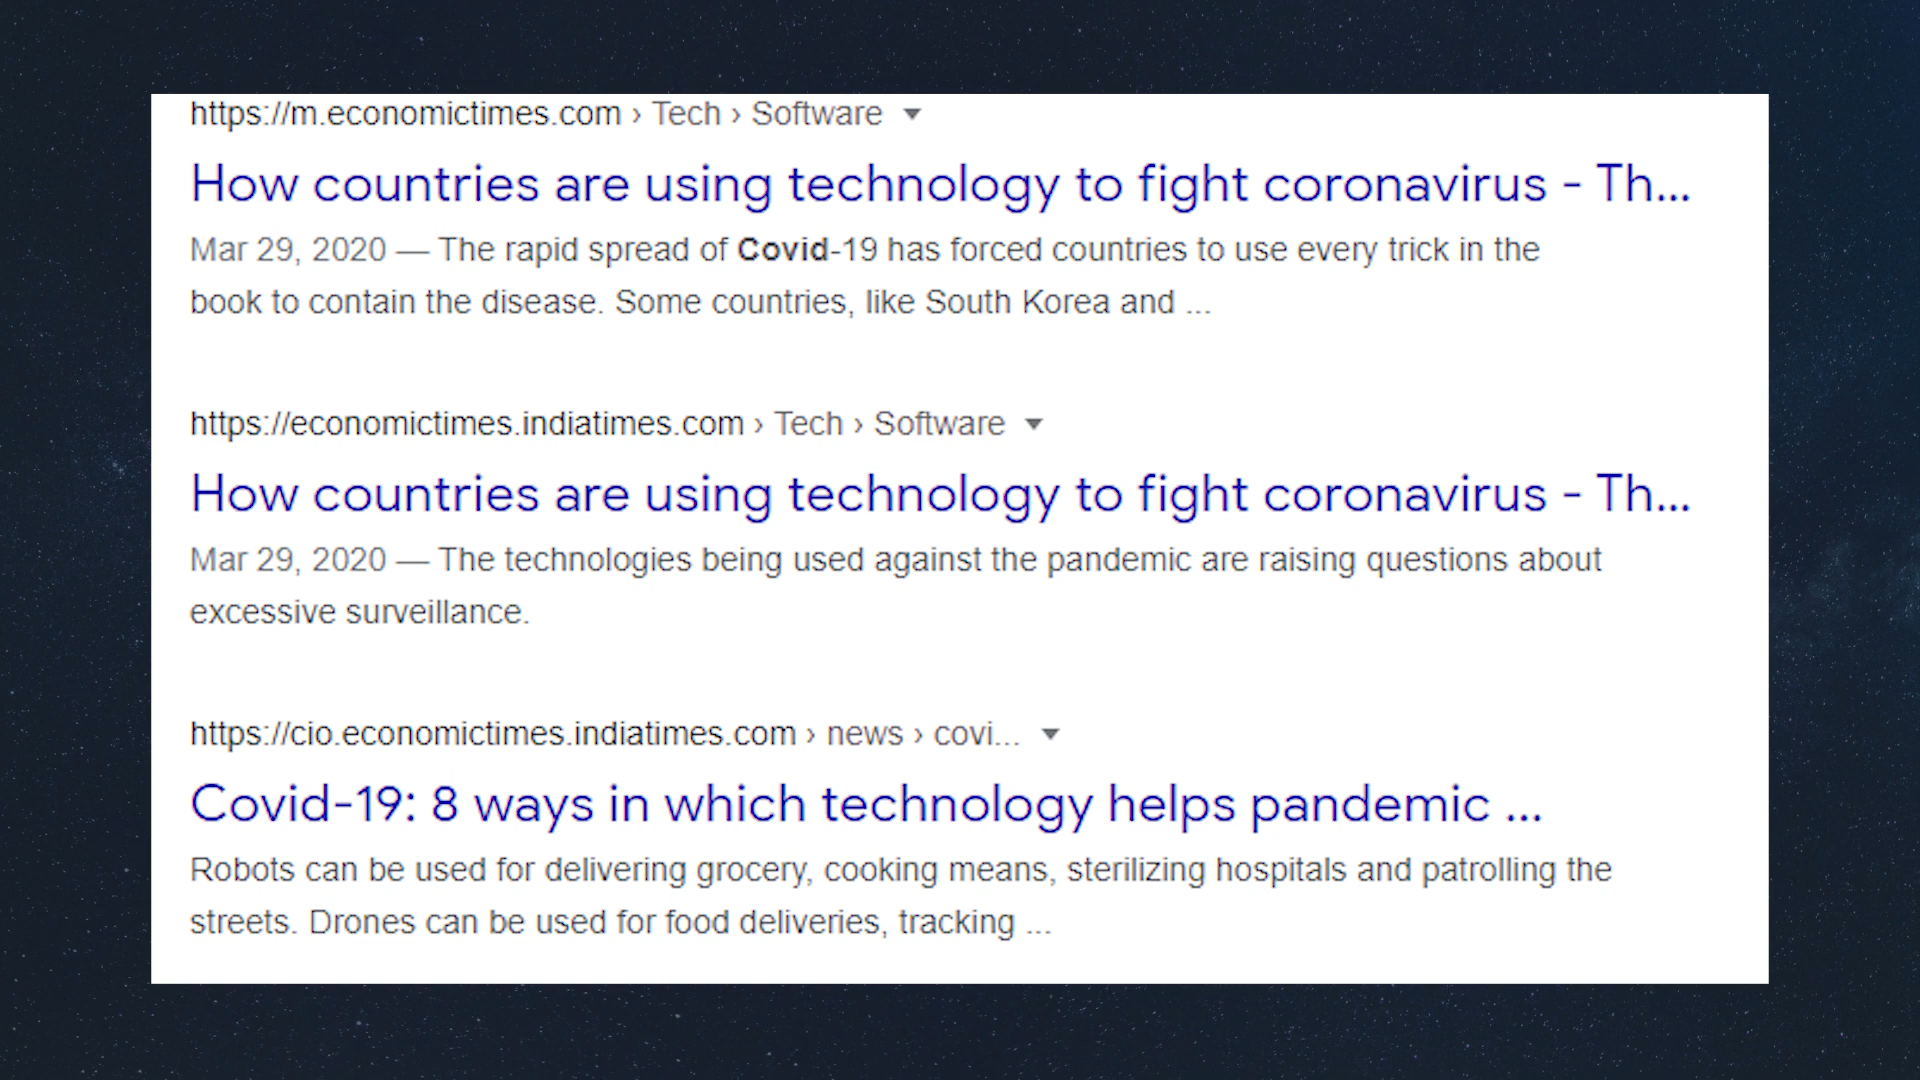 https://m.economictimes.com › Tech › Software
How countries are using technology to fight coronavirus - Th...
Mar 29, 2020 — The rapid spread of Covid-19 has forced countries to use every trick in the
book to contain the disease. Some countries, like South Korea and ...
https://economictimes.indiatimes.com › Tech › Software
How countries are using technology to fight coronavirus - Th...
Mar 29, 2020 — The technologies being used against the pandemic are raising questions about
excessive surveillance.
https://cio.economictimes.indiatimes.com › news › covi...
Covid-19: 8 ways in which technology helps pandemic ...
Robots can be used for delivering grocery, cooking means, sterilizing hospitals and patrolling the
streets. Drones can be used for food deliveries, tracking ...